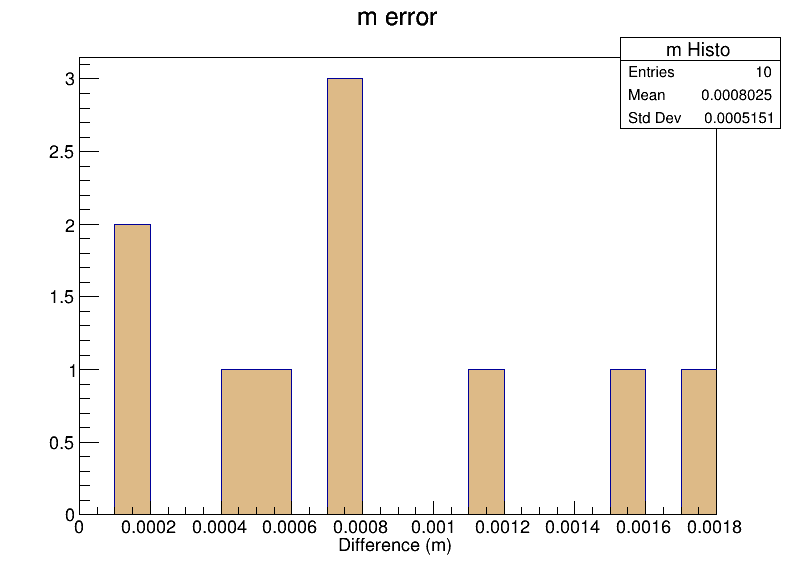 m error
m Histo
Entries 10
Mean 0.0008025
Std Dev 0.0005151
3
2.5
2
1.5
1
0.5
0
0 0.0002 0.0004 0.0006 0.0008 0.001 0.0012 0.0014 0.0016 0.0018
Difference (m)